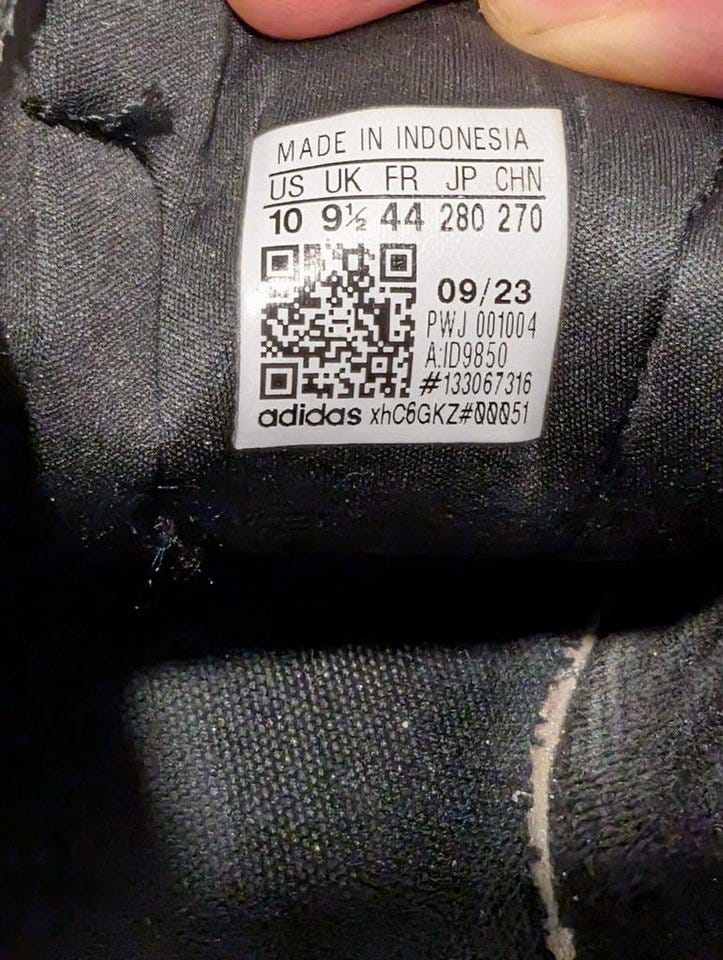 MADE IN INDONESIA
US UK FR JP CHN
10 9½ 44 280 270
09/23
PWJ 001004
A:ID9850
#133067316
adidas xhC6GKZ#00051